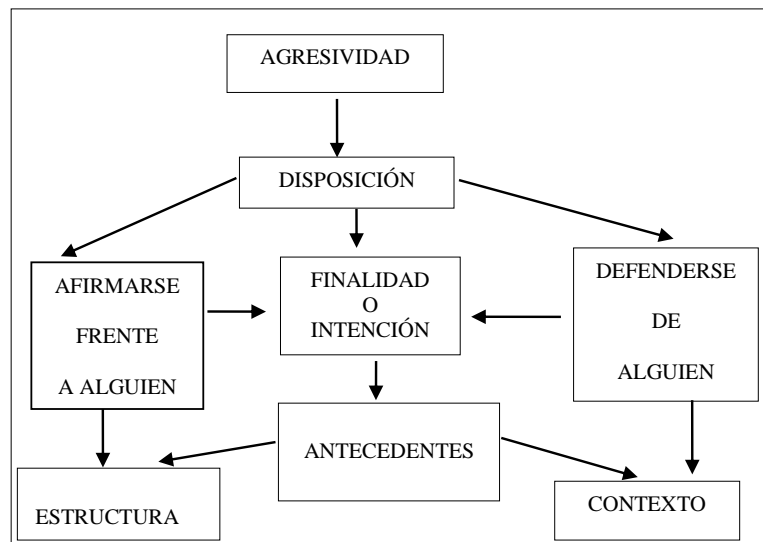 AGRESIVIDAD
DISPOSICIÓN
AFIRMARSE
FRENTE
A ALGUIEN
FINALIDAD
O
INTENCIÓN
DEFENDERSE
DE
ALGUIEN
ANTECEDENTES
ESTRUCTURA
CONTEXTO